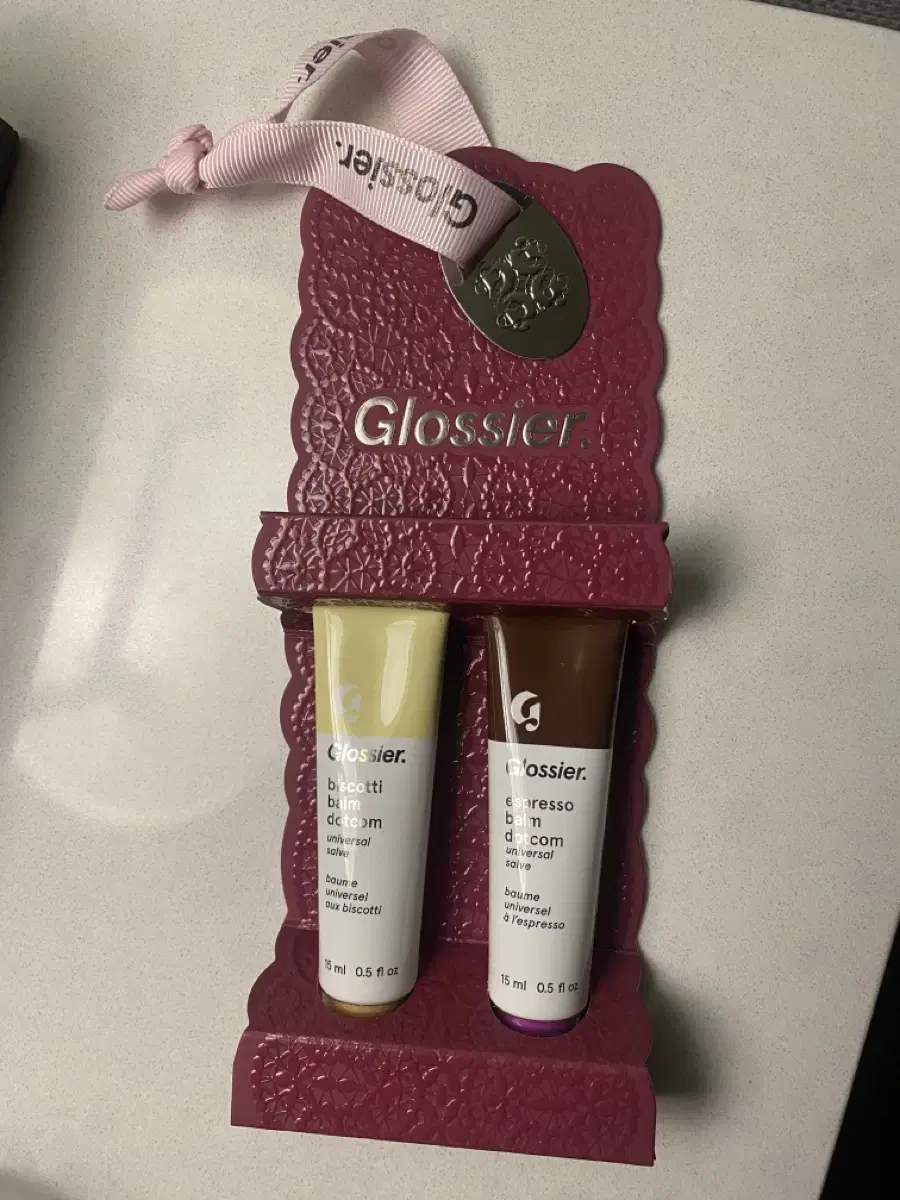 Glossier.
Glossier.
Glossier.
biscotti
balm
dotcom
universal
salve
baume
universel
aux biscotti
15 ml 0.5 fl oz
Glossier.
espresso
balm
dotcom
universal
salve
baume
universel
à l'espresso
15 ml 0.5 fl oz